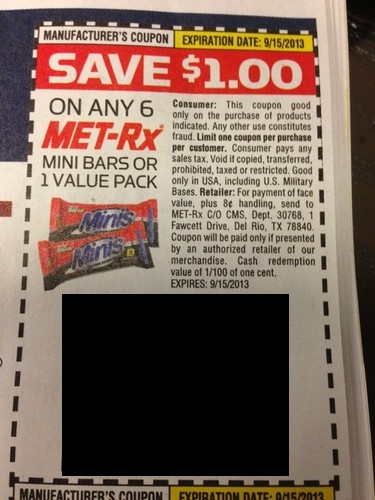 MANUFACTURER'S COUPON EXPIRATION DATE: 9/15/2013
SAVE $1.00
ON ANY 6
MET-Rx
MINI BARS OR
1 VALUE PACK
Minis
Minis
Consumer: This coupon good
only on the purchase of products
indicated. Any other use constitutes
fraud. Limit one coupon per purchase
per customer. Consumer pays any
sales tax. Void if copied, transferred,
prohibited, taxed or restricted. Good
only in USA, including U.S. Military
Bases. Retailer: For payment of face
value, plus 8¢ handling, send to
MET-Rx C/O CMS, Dept. 30768, 1
Fawcett Drive, Del Rio, TX 78840.
Coupon will be paid only if presented
by an authorized retailer of our
merchandise. Cash redemption
value of 1/100 of one cent.
EXPIRES: 9/15/2013
MANUFACTURER'S COUPON EXPIRATION DATE: 9/15/2013